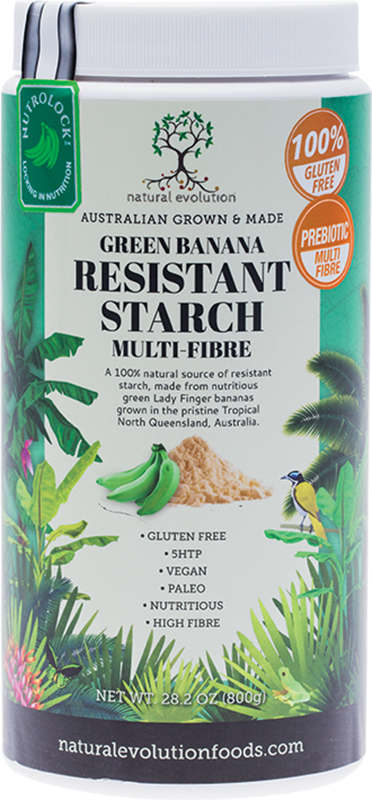 NUTROLOCK™
LOCKING IN NUTRITION
natural evolution
AUSTRALIAN GROWN & MADE
GREEN BANANA
RESISTANT
STARCH
MULTI-FIBRE
100%
GLUTEN
FREE
PREBIOTIC
MULTI
FIBRE
A 100% natural source of resistant
starch, made from nutritious
green Lady Finger bananas
grown in the pristine Tropical
North Queensland, Australia.
• GLUTEN FREE
• 5HTP
• VEGAN
• PALEO
• NUTRITIOUS
• HIGH FIBRE
NET WT. 28.2 OZ (800g)
naturalevolutionfoods.com